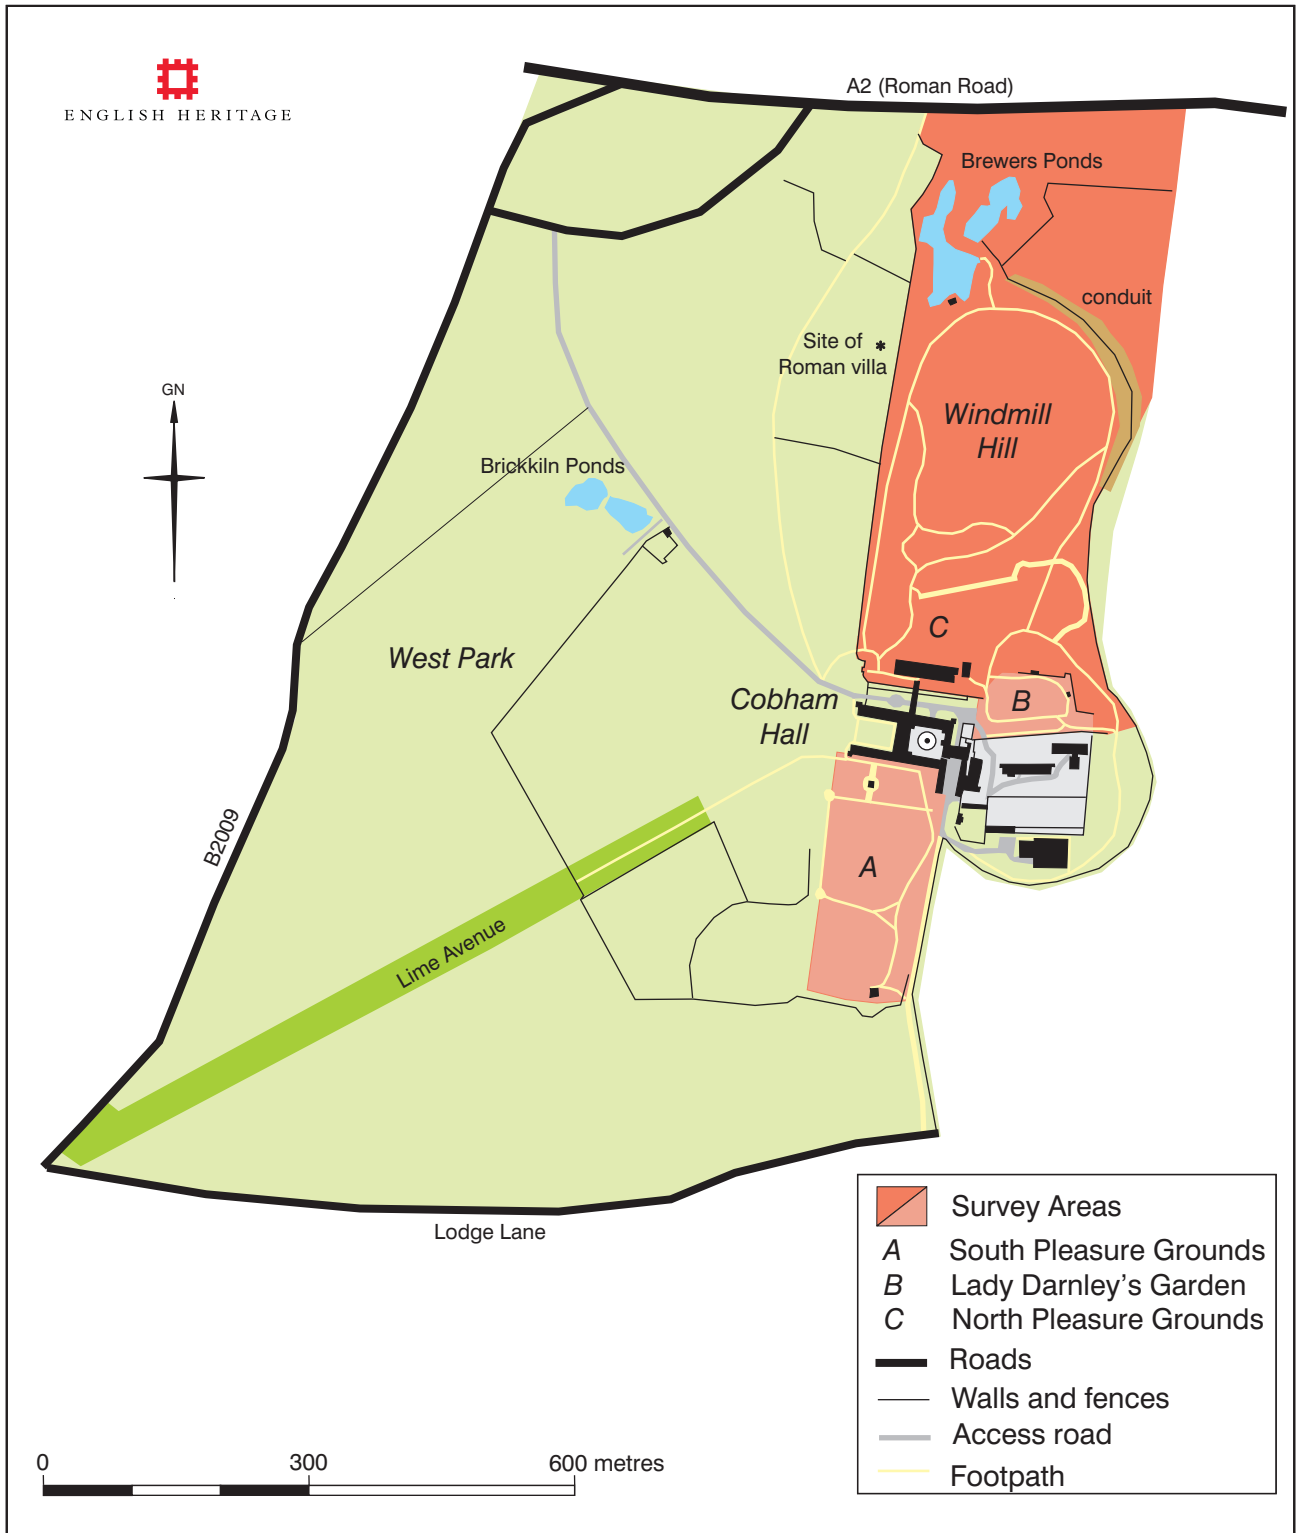 ENGLISH HERITAGE
A2 (Roman Road)
Brewers Ponds
conduit
Site of
Roman villa
GN
Windmill
Hill
Brickkiln Ponds
C
West Park
Cobham
Hall
B
B2009
A
Lime Avenue
Lodge Lane
Survey Areas
A South Pleasure Grounds
B Lady Darnley's Garden
C North Pleasure Grounds
Roads
Walls and fences
Access road
Footpath
0 300 600 metres